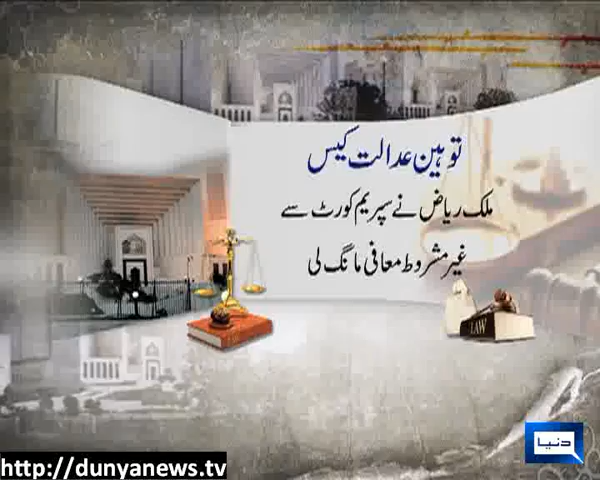 توہین عدالت کیس
ملک ریاض نے سپریم کورٹ سے
غیر مشروط معافی مانگ لی
LAW
دنیا
http://dunyanews.tv